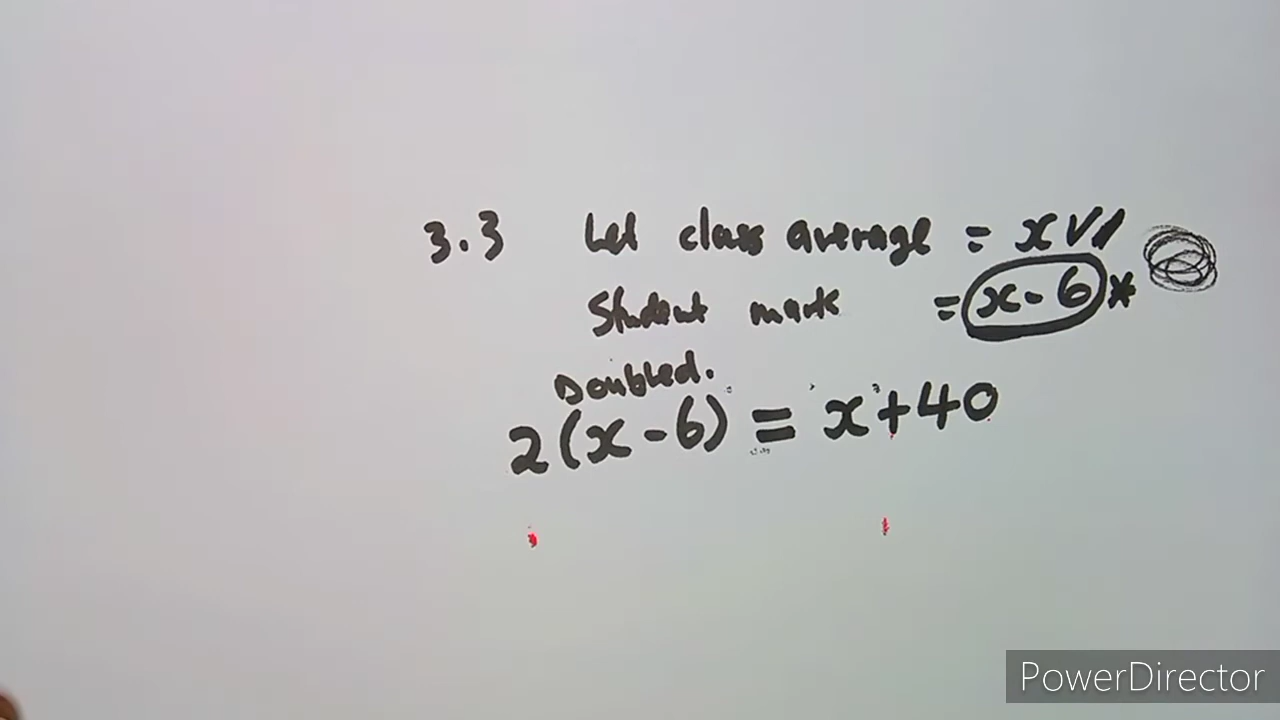 3.3 Let class average = x
Student mark = x - 6 *
Doubled.
2(x - 6) = x + 40
PowerDirector